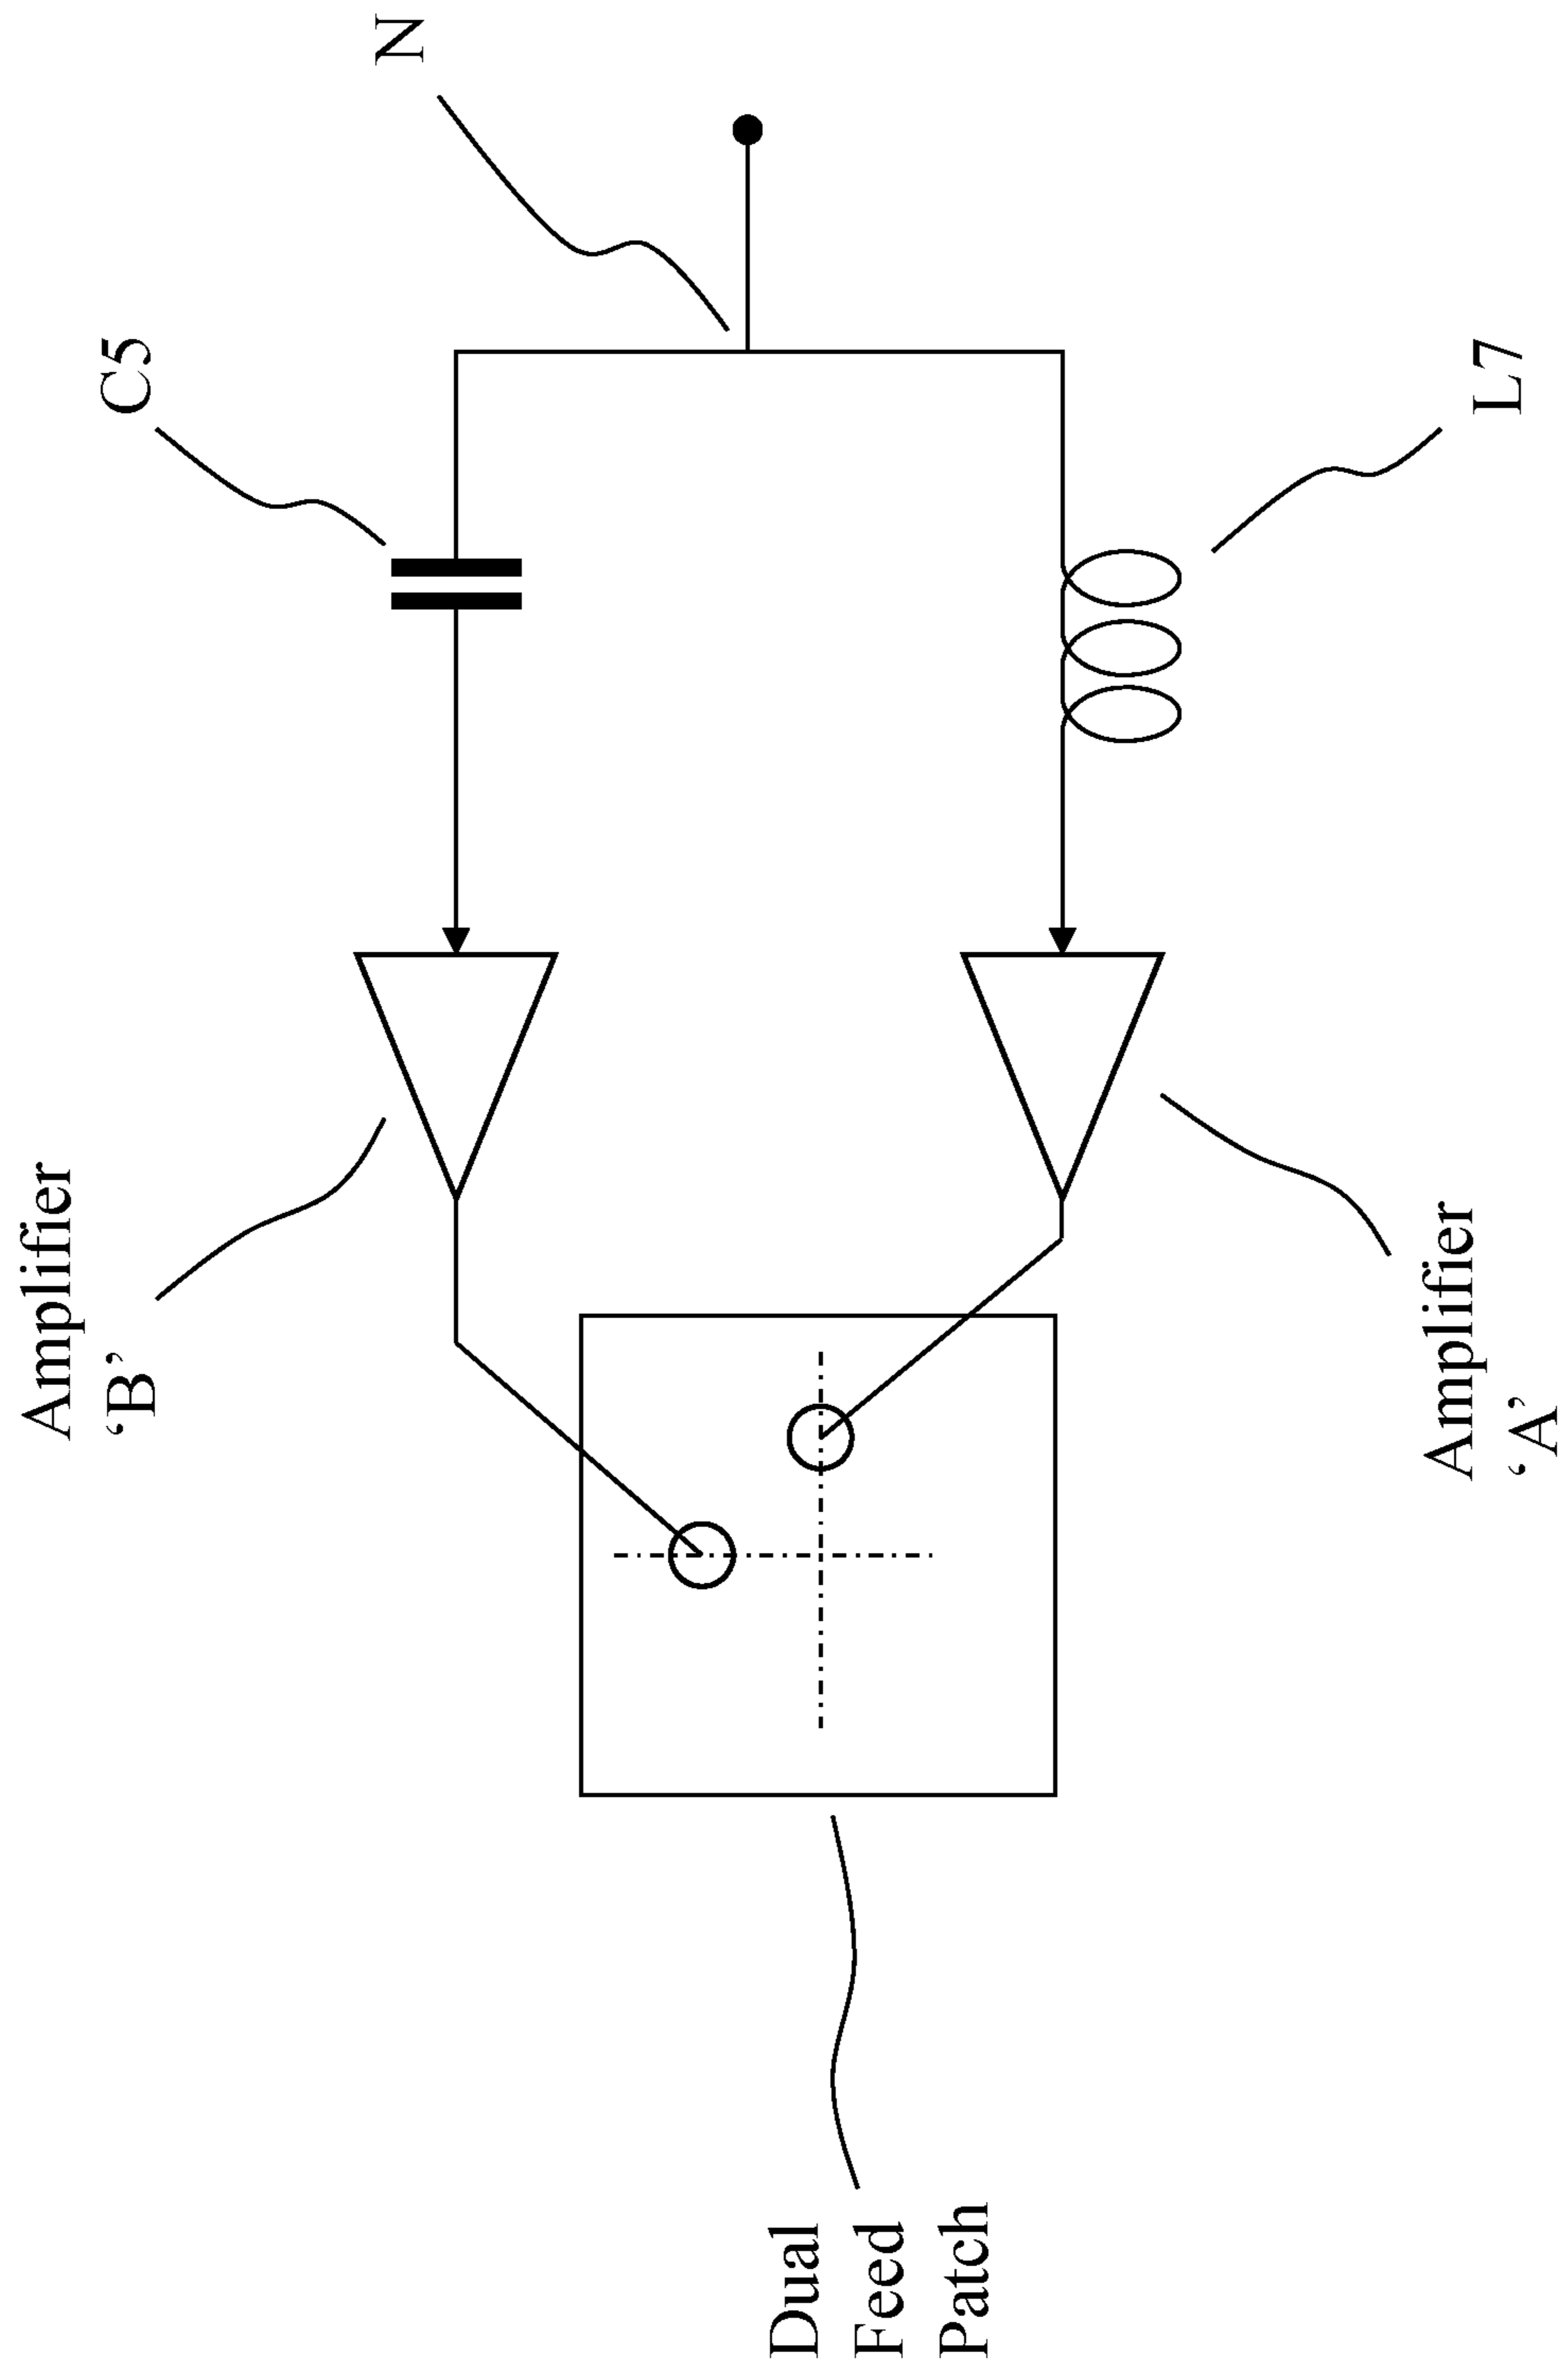 Amplifier
‘B’
C5
N
Dual
Feed
Patch
Amplifier
‘A’
L7